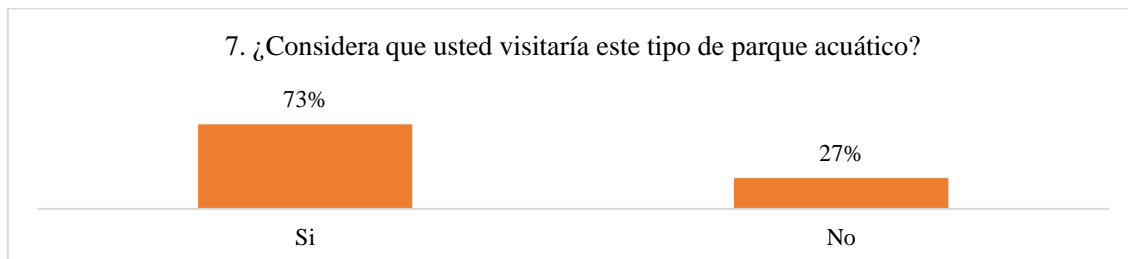 7. ¿Considera que usted visitaría este tipo de parque acuático?
73%
27%
Si
No